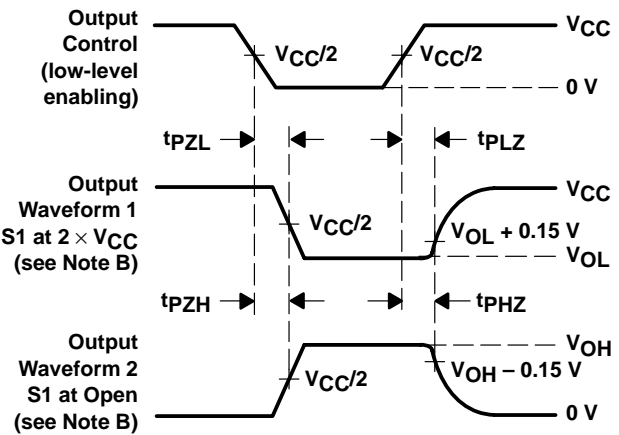 Output
Control
(low-level
enabling)
VCC
VCC/2
VCC/2
0 V
tPZL
tPLZ
Output
Waveform 1
S1 at 2 × VCC
(see Note B)
VCC
VCC/2
VOL + 0.15 V
VOL
tPZH
tPHZ
Output
Waveform 2
S1 at Open
(see Note B)
VOH
VCC/2
VOH − 0.15 V
0 V